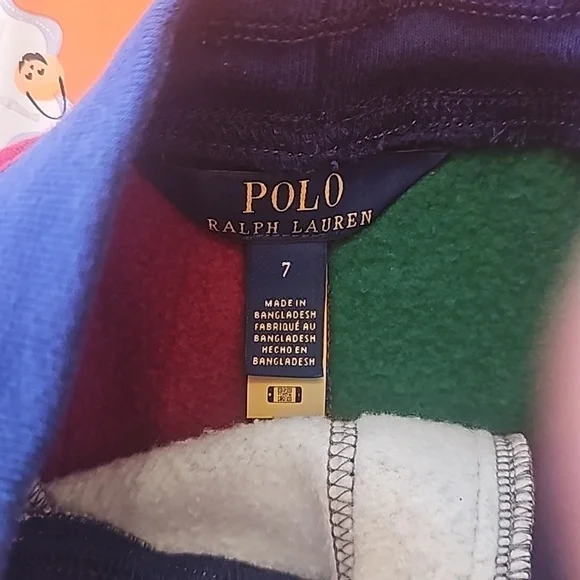 POLO
RALPH LAUREN
7
MADE IN
BANGLADESH
FABRIQUÉ AU
BANGLADESH
HECHO EN
BANGLADESH